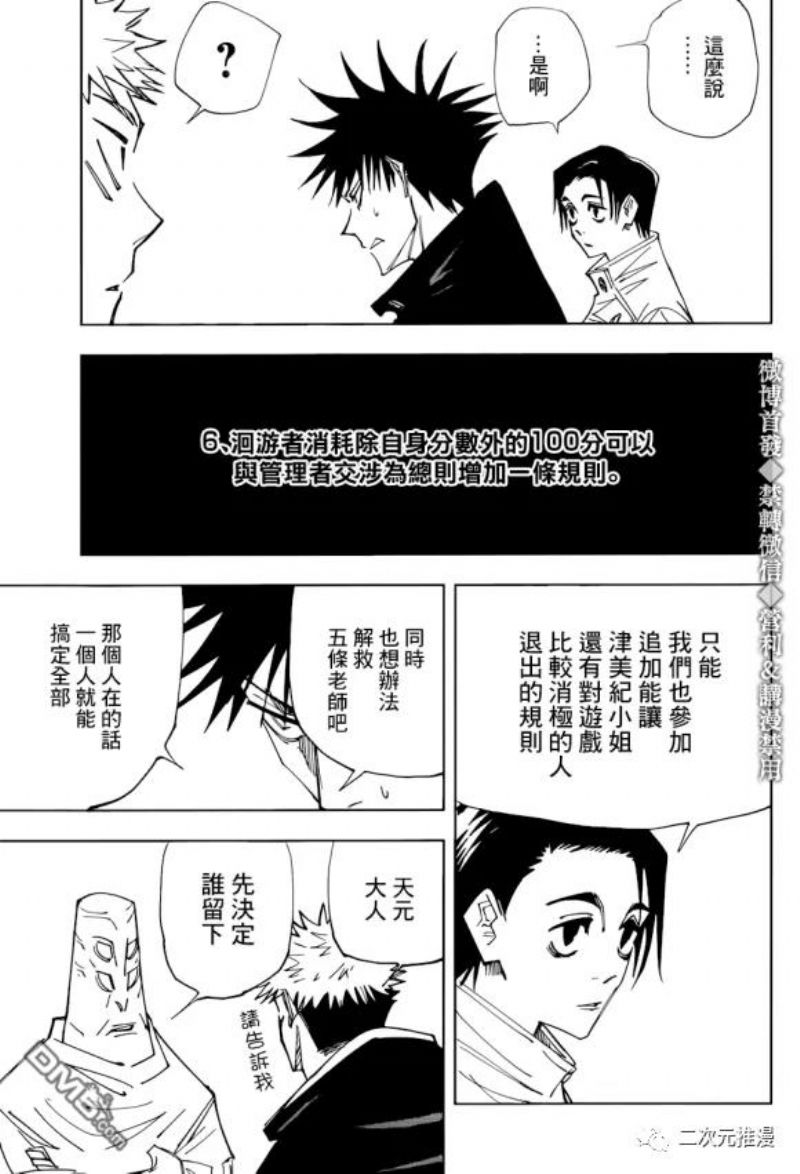 這麼說
……
…是啊
?
6、洄游者消耗除自身分數外的100分可以
與管理者交涉為總則增加一條規則。
只能
我們也參加
追加能讓
津美紀小姐
還有對遊戲
比較消極的人
退出的規則
同時
也想辦法
解救
五條老師吧
那個人在的話
一個人就能
搞定全部
天元
大人
請告訴我
先決定
誰留下
微博首發◆禁轉微信◆營利&飜漫禁用
DM5.com
二次元推漫